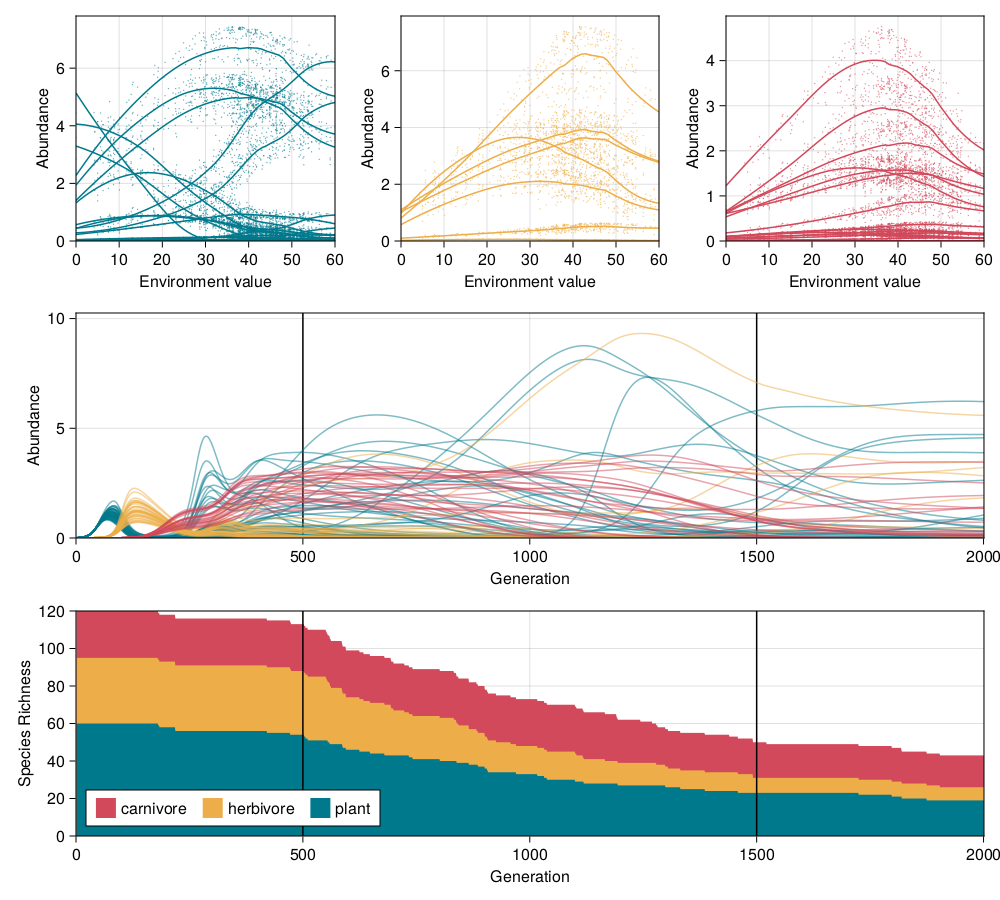 Abundance
6
4
2
0
0 10 20 30 40 50 60
Environment value
Abundance
6
4
2
0
0 10 20 30 40 50 60
Environment value
Abundance
4
3
2
1
0
0 10 20 30 40 50 60
Environment value
Abundance
10
5
0
0 500 1000 1500 2000
Generation
Species Richness
120
100
80
60
40
20
0
carnivore herbivore plant
0 500 1000 1500 2000
Generation